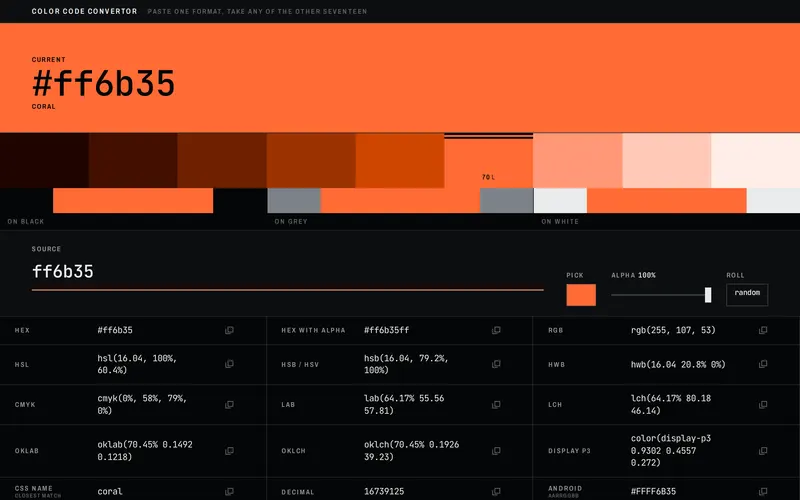 COLOR CODE CONVERTOR PASTE ONE FORMAT, TAKE ANY OF THE OTHER SEVENTEEN
CURRENT
#ff6b35
CORAL
70 L
ON BLACK
ON GREY
ON WHITE
SOURCE
ff6b35
PICK
ALPHA 100%
ROLL
random
HEX #ff6b35
HEX WITH ALPHA #ff6b35ff
RGB rgb(255, 107, 53)
HSL hsl(16.04, 100%,
60.4%)
HSB / HSV hsb(16.04, 79.2%,
100%)
HWB hwb(16.04 20.8% 0%)
CMYK cmyk(0%, 58%, 79%,
0%)
LAB lab(64.17% 55.56
57.81)
LCH lch(64.17% 80.18
46.14)
OKLAB oklab(70.45% 0.1492
0.1218)
OKLCH oklch(70.45% 0.1926
39.23)
DISPLAY P3 color(display-p3
0.9302 0.4557
0.272)
CSS NAME coral
CLOSEST MATCH
DECIMAL 16739125
ANDROID #FFFF6B35
AARRGGBB